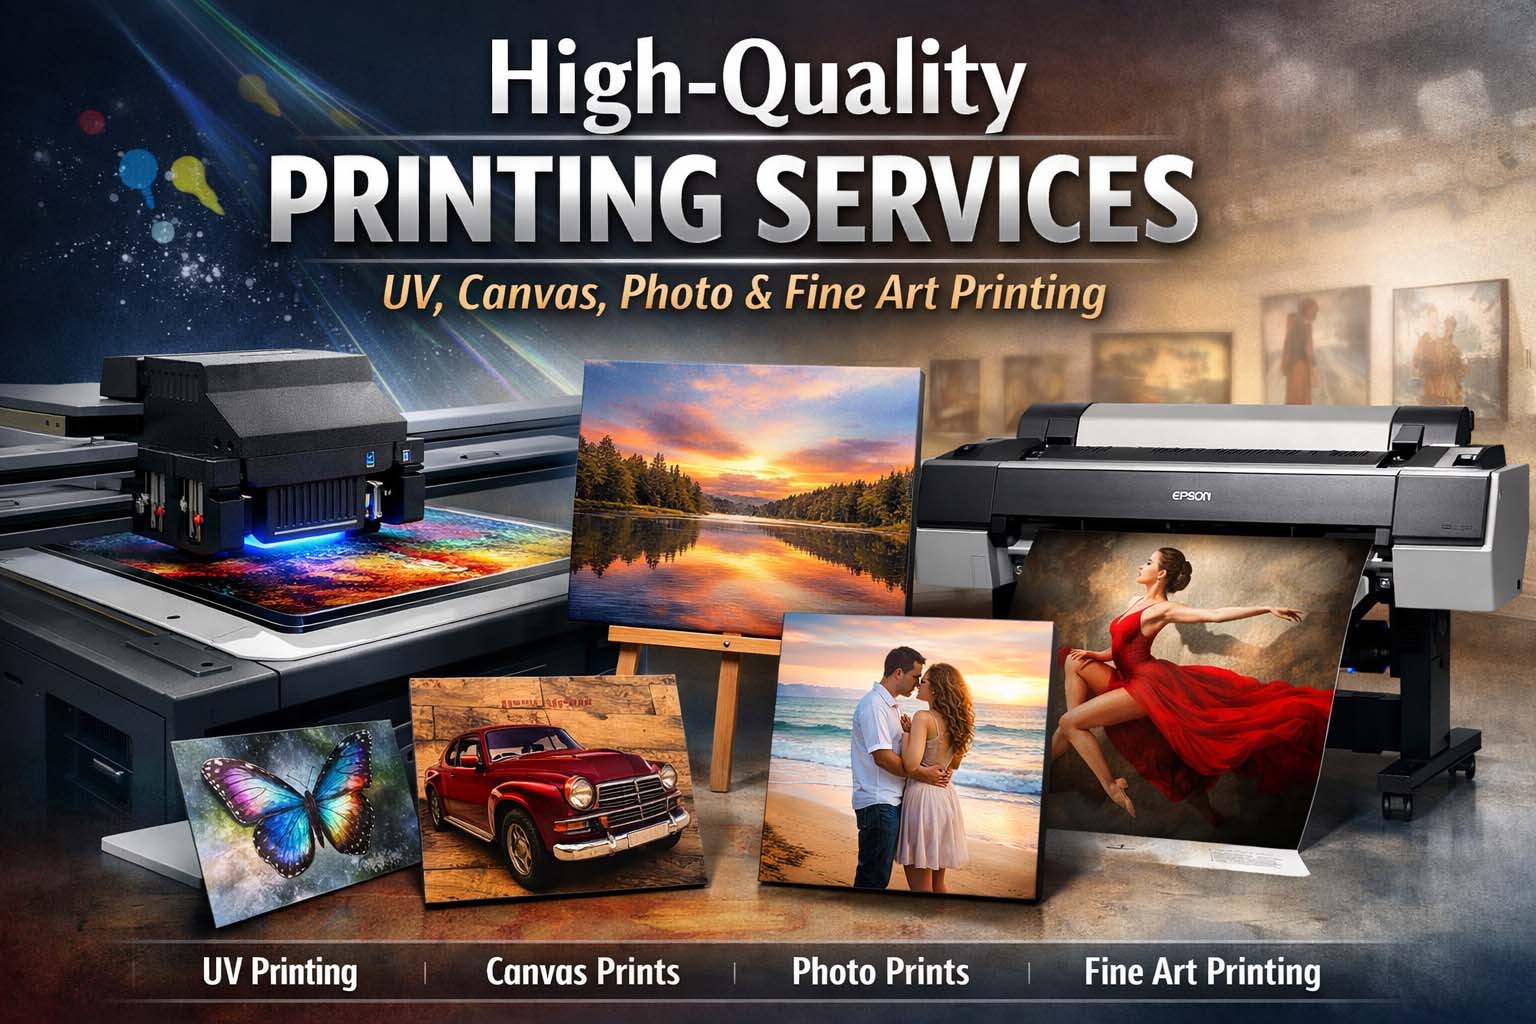 High-Quality
PRINTING SERVICES
UV, Canvas, Photo & Fine Art Printing
EPSON
UV Printing
Canvas Prints
Photo Prints
Fine Art Printing